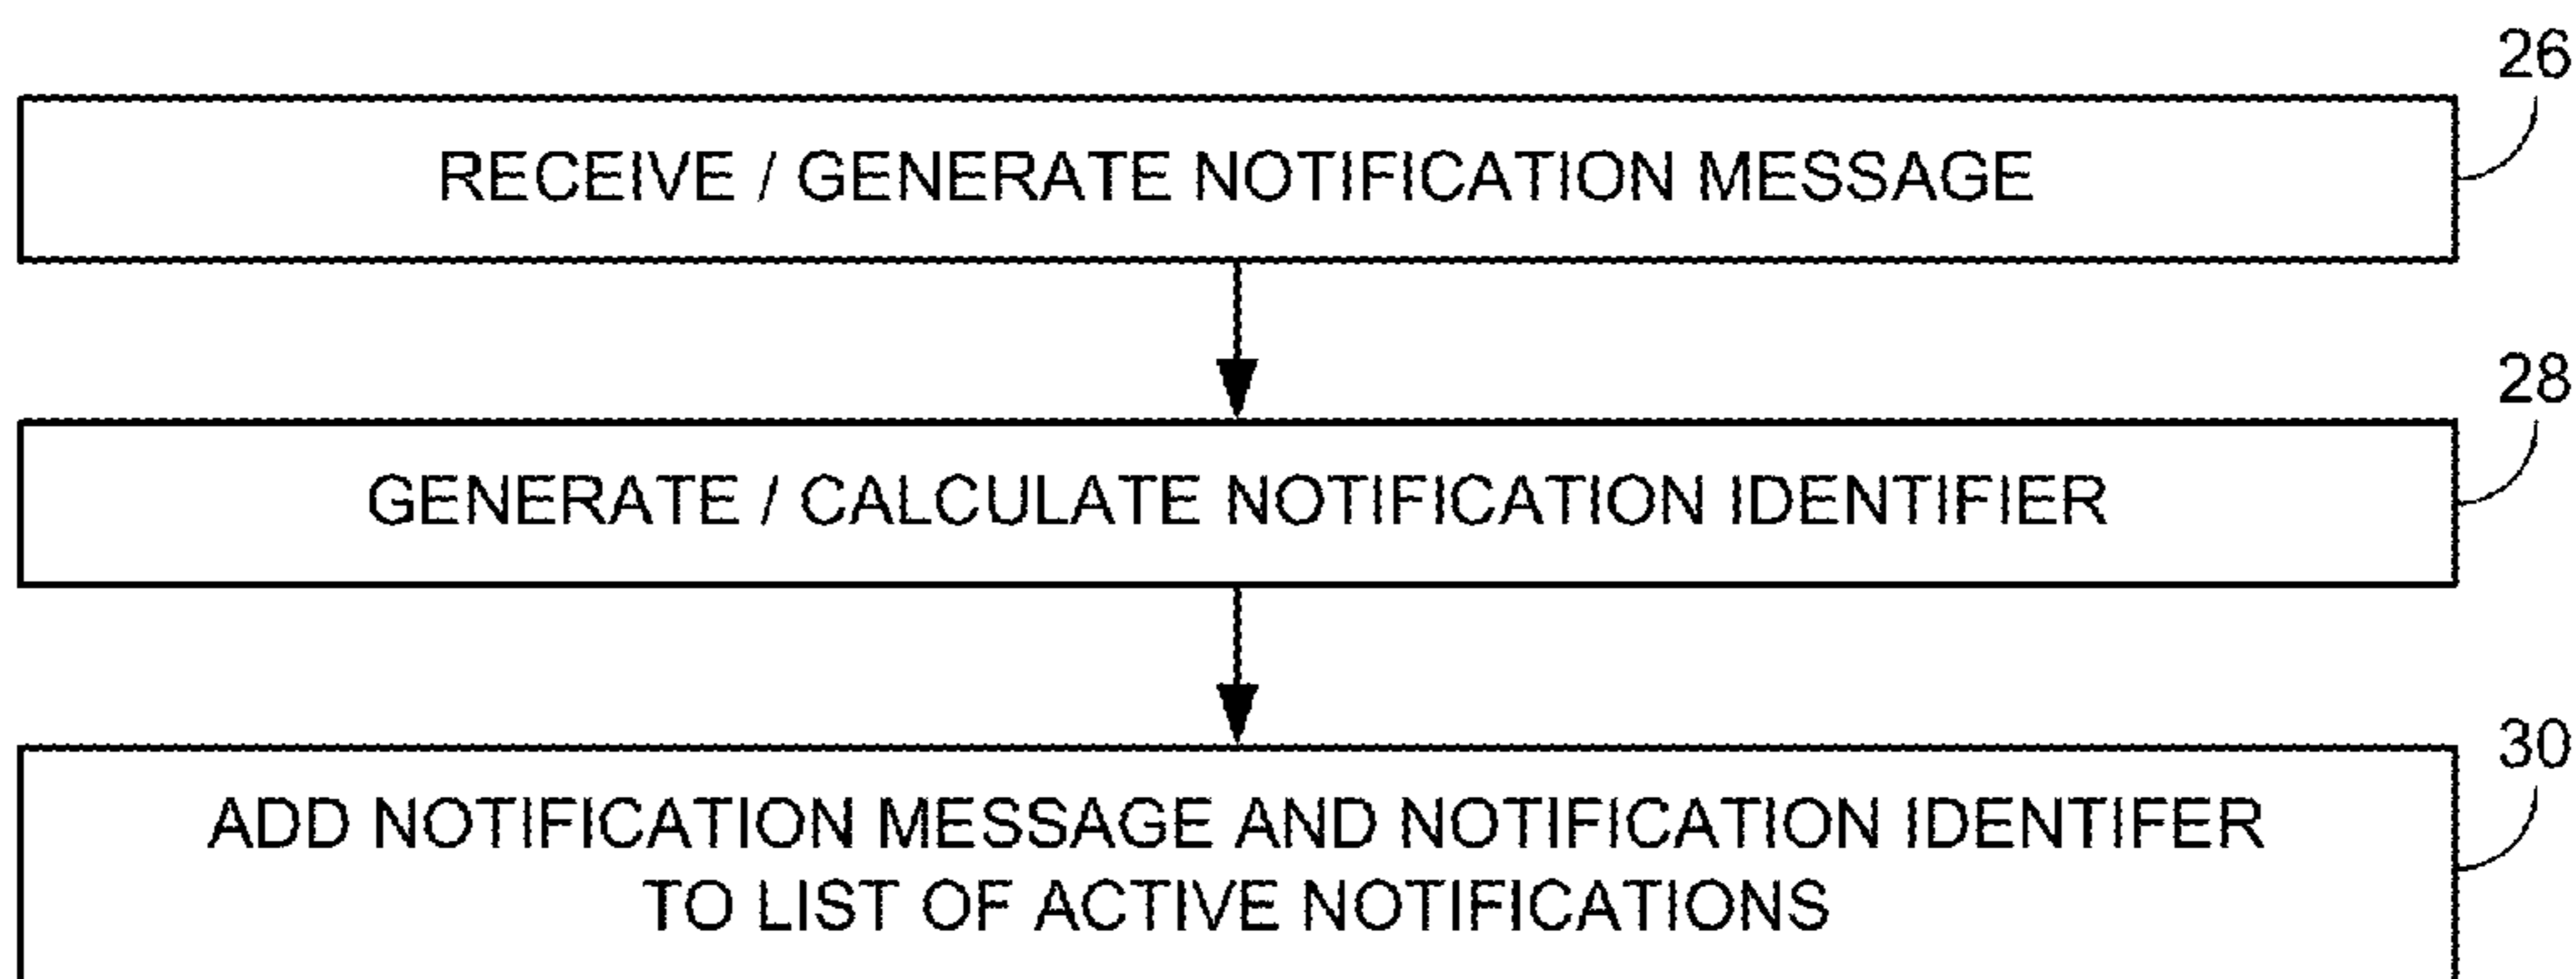 26
RECEIVE / GENERATE NOTIFICATION MESSAGE
28
GENERATE / CALCULATE NOTIFICATION IDENTIFIER
30
ADD NOTIFICATION MESSAGE AND NOTIFICATION IDENTIFER
TO LIST OF ACTIVE NOTIFICATIONS